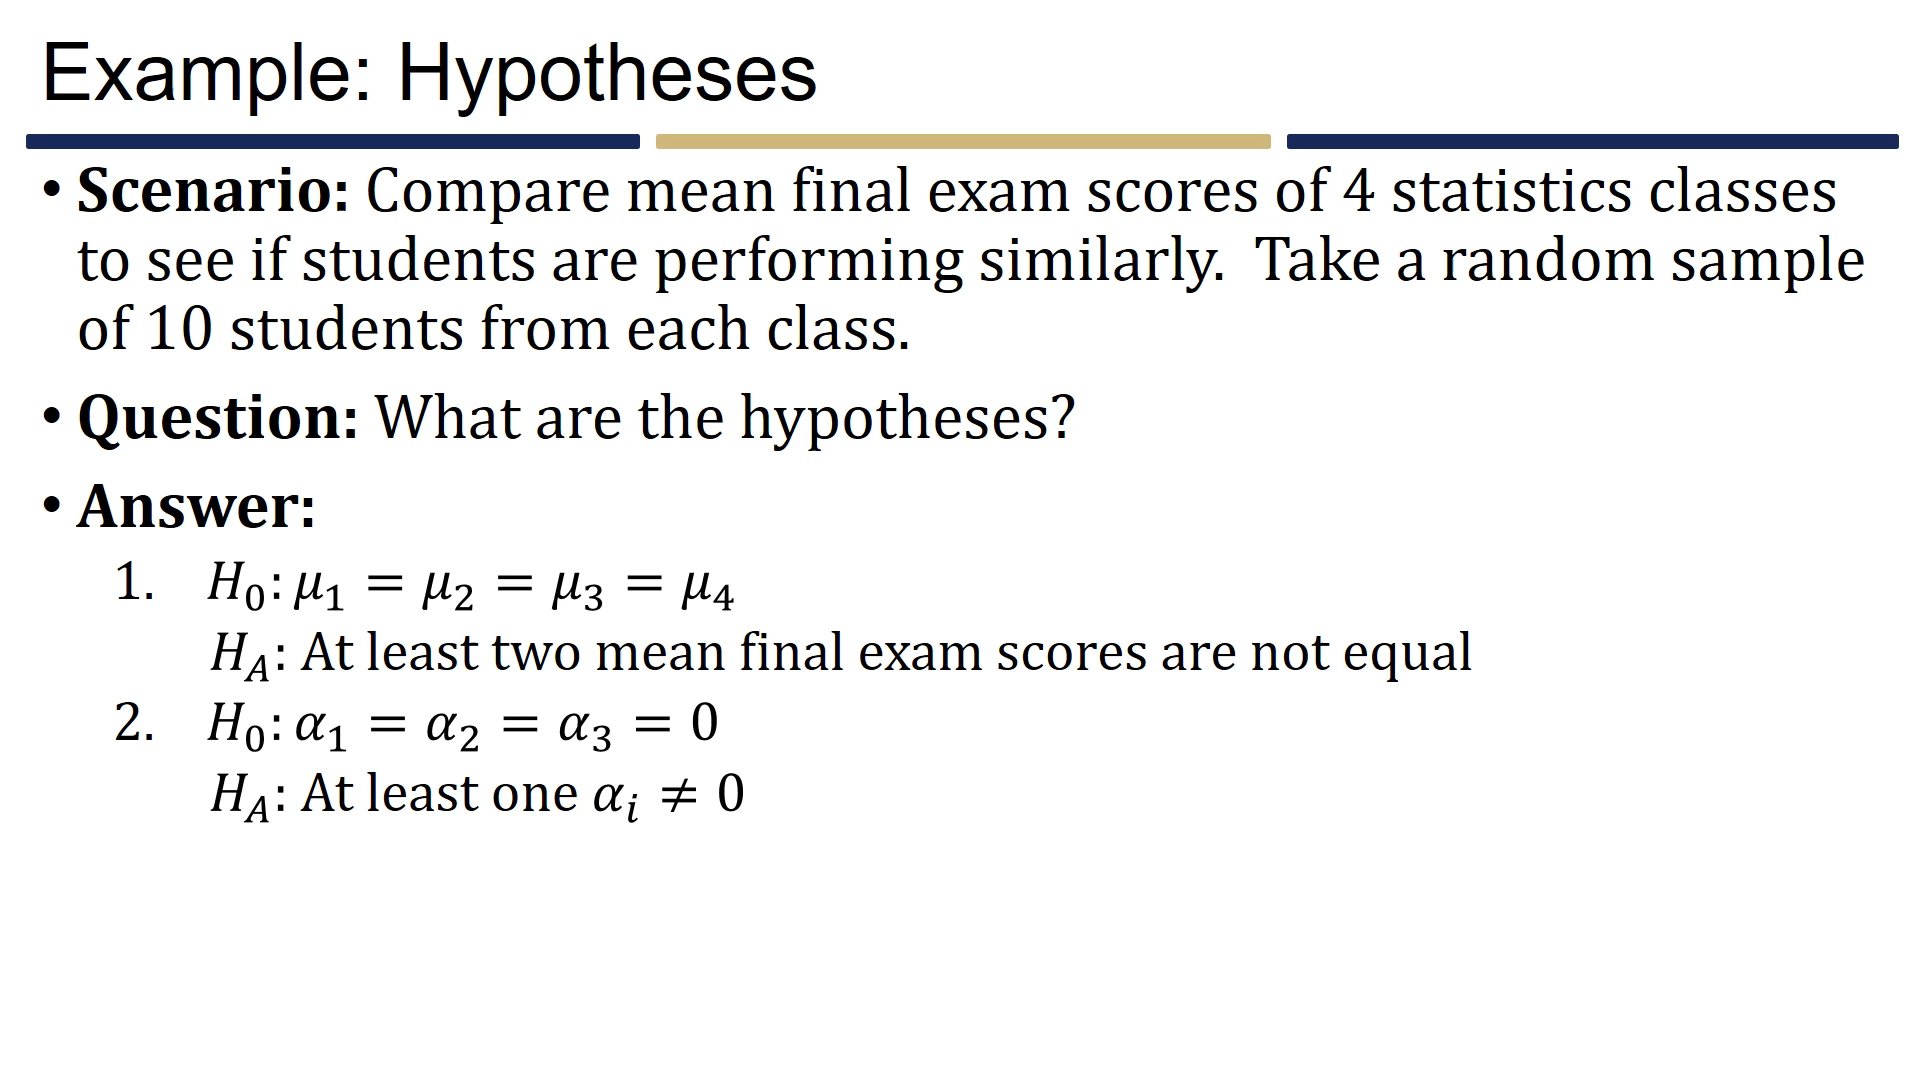 Example: Hypotheses
• Scenario: Compare mean final exam scores of 4 statistics classes
to see if students are performing similarly.  Take a random sample
of 10 students from each class.
• Question: What are the hypotheses?
• Answer:
1. H₀: μ₁ = μ₂ = μ₃ = μ₄
H_A: At least two mean final exam scores are not equal
2. H₀: α₁ = α₂ = α₃ = 0
H_A: At least one αᵢ ≠ 0